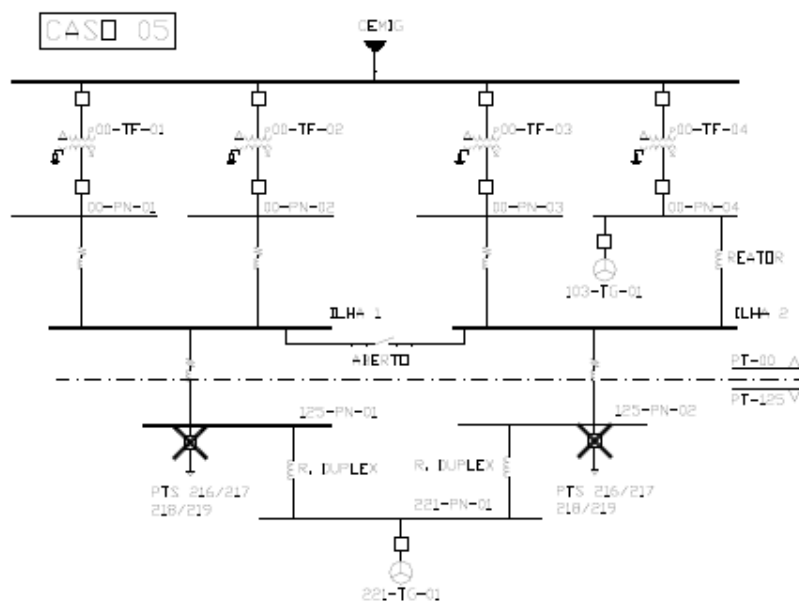 CASO 05
CEMIG
00-TF-01
00-TF-02
00-TF-03
00-TF-04
00-PN-01
00-PN-02
00-PN-03
00-PN-04
REATOR
103-TG-01
ILHA 1
ILHA 2
ABERTO
PT-00
PT-125
125-PN-01
125-PN-02
R. DUPLEX
R. DUPLEX
PTS 216/217
218/219
PTS 216/217
218/219
221-PN-01
221-TG-01